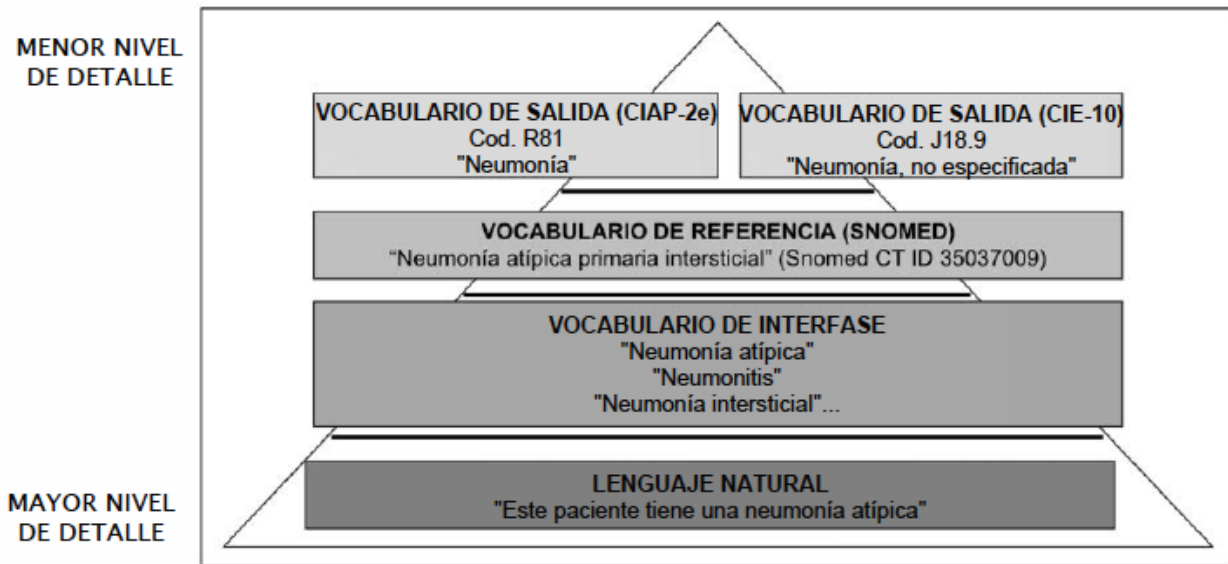 MENOR NIVEL
DE DETALLE
VOCABULARIO DE SALIDA (CIAP-2e)
Cod. R81
"Neumonía"
VOCABULARIO DE SALIDA (CIE-10)
Cod. J18.9
"Neumonía, no especificada"
VOCABULARIO DE REFERENCIA (SNOMED)
“Neumonía atípica primaria intersticial” (Snomed CT ID 35037009)
VOCABULARIO DE INTERFASE
"Neumonía atípica"
"Neumonitis"
"Neumonía intersticial"...
MAYOR NIVEL
DE DETALLE
LENGUAJE NATURAL
"Este paciente tiene una neumonía atípica"